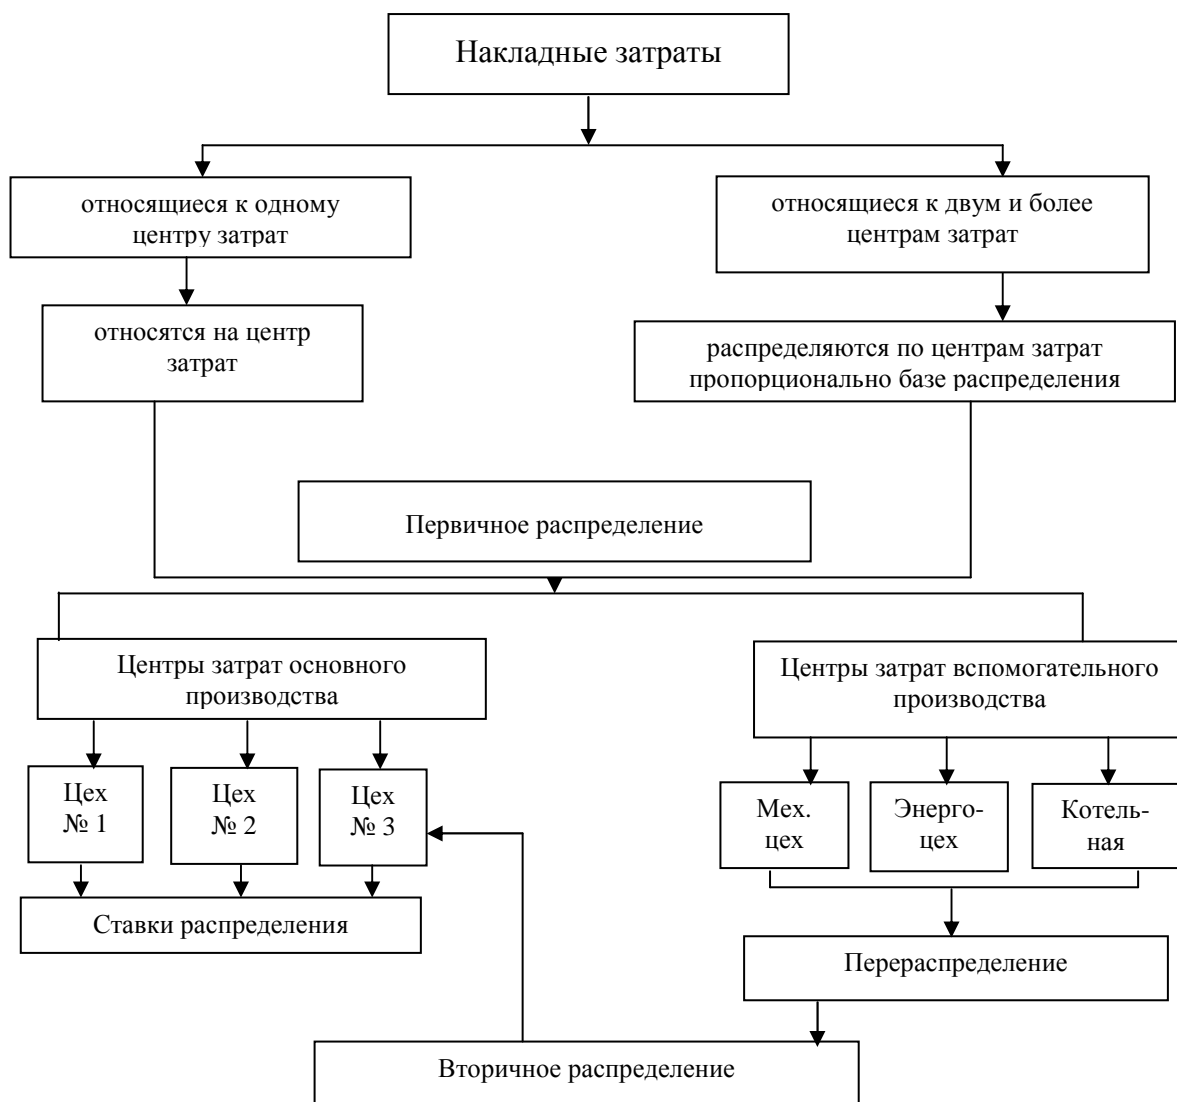 Накладные затраты
относящиеся к одному
центру затрат
относящиеся к двум и более
центрам затрат
относятся на центр
затрат
распределяются по центрам затрат
пропорционально базе распределения
Первичное распределение
Центры затрат основного
производства
Центры затрат вспомогательного
производства
Цех
№ 1
Цех
№ 2
Цех
№ 3
Мех.
цех
Энерго-
цех
Котель-
ная
Ставки распределения
Перераспределение
Вторичное распределение